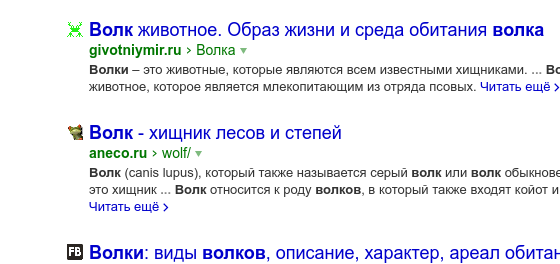 Волк животное. Образ жизни и среда обитания волка
givotniymir.ru › Волка
Волки – это животные, которые являются всем известными хищниками. ...
животное, которое является млекопитающим из отряда псовых. Читать ещё ›
Волк - хищник лесов и степей
aneco.ru › wolf/
Волк (canis lupus), который также называется серый волк или волк обыкнове
это хищник ... Волк относится к роду волков, в который также входят койот и
Читать ещё ›
FB
Волки: виды волков, описание, характер, ареал обитан